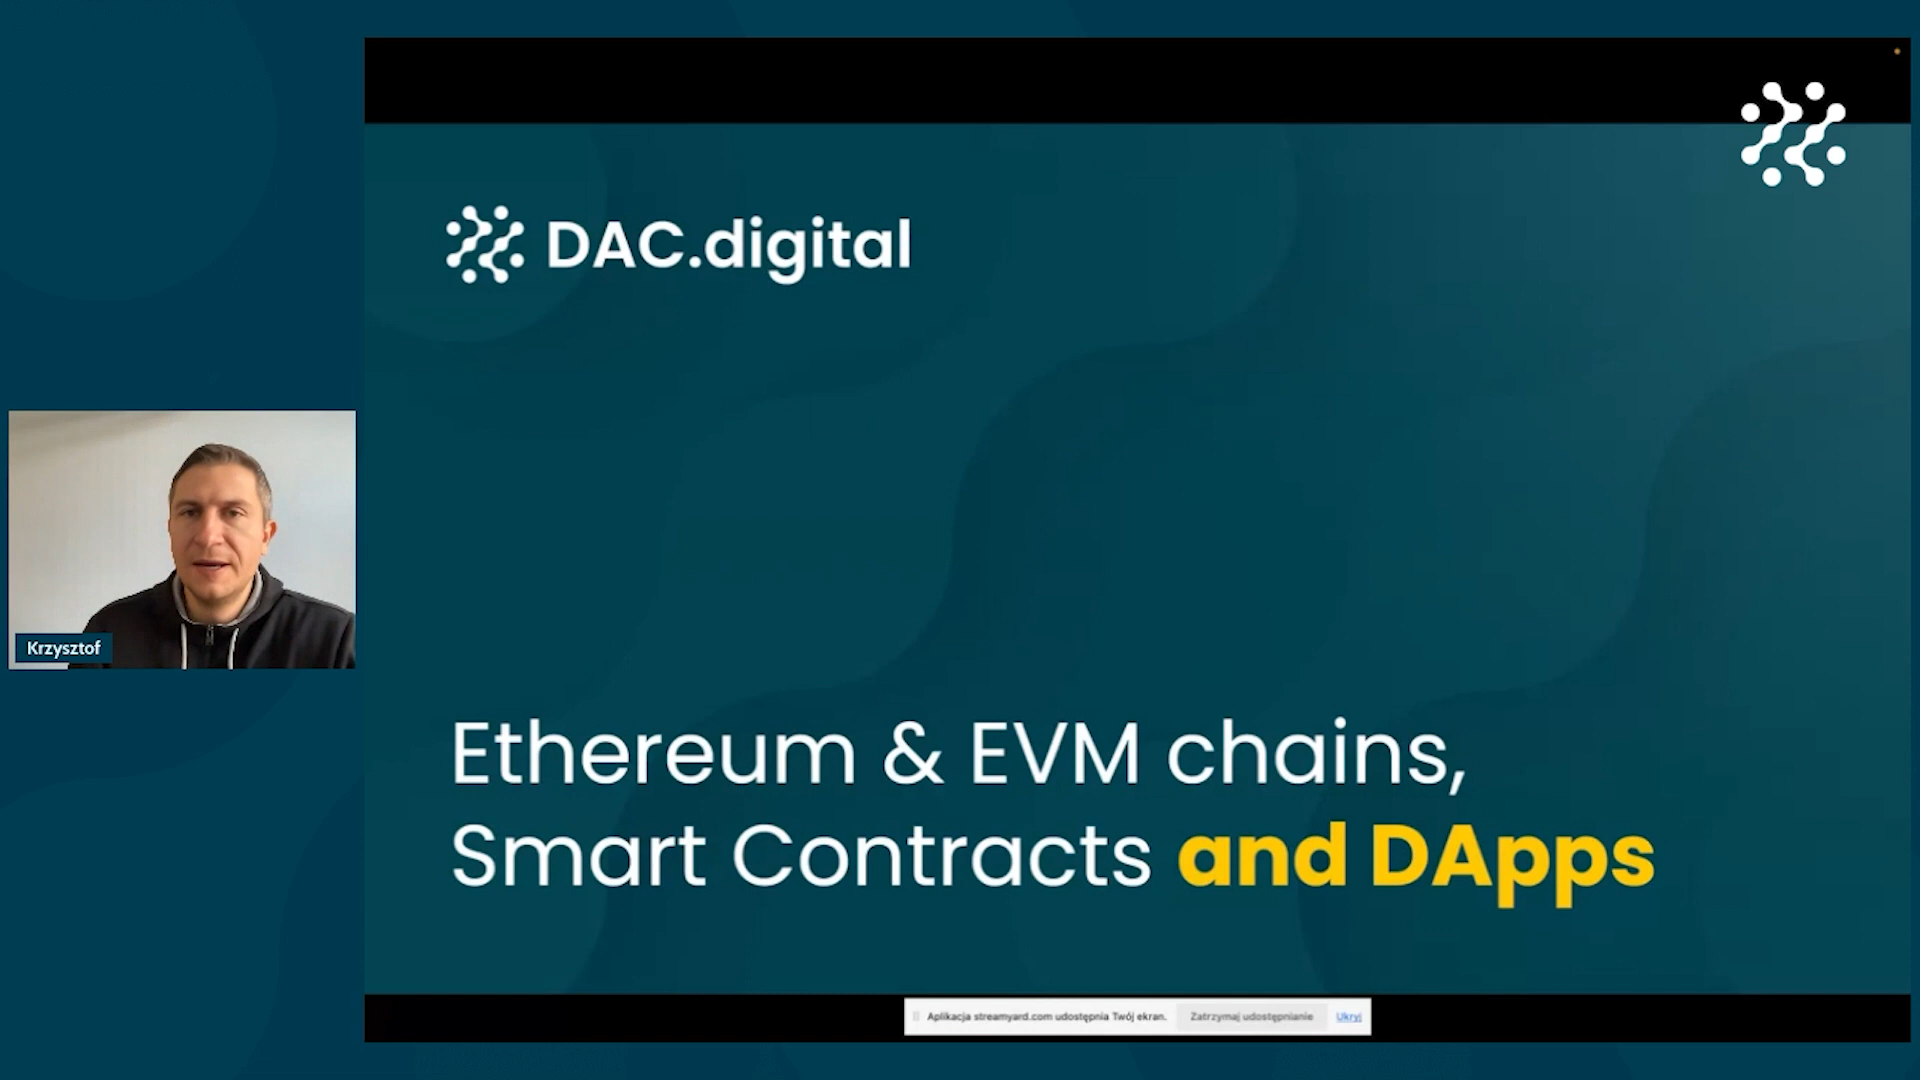 DAC.digital
Krzysztof
Ethereum & EVM chains,
Smart Contracts and DApps
Aplikacja streamyard.com udostępnia Twój ekran. Zatrzymaj udostępnianie Ukryj